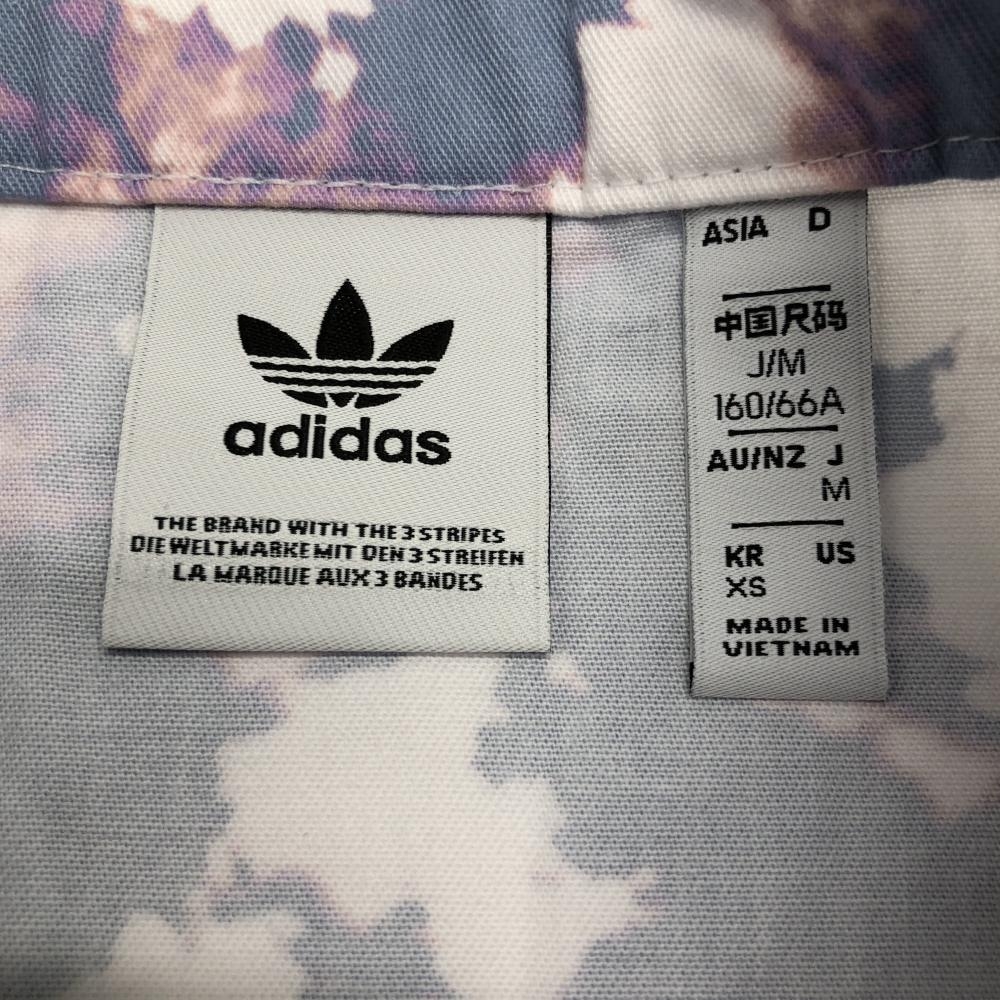 adidas
THE BRAND WITH THE 3 STRIPES
DIE WELTMARKE MIT DEN 3 STREIFEN
LA MARQUE AUX 3 BANDES
ASIA D
中国尺码
J/M
160/66A
AU/NZ J
M
KR US
XS
MADE IN
VIETNAM